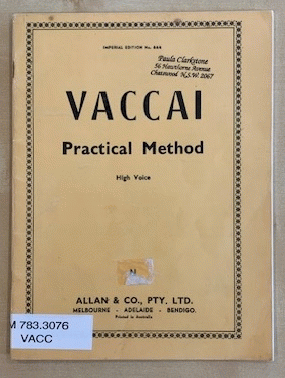 IMPERIAL EDITION No. 664
Paula Clarkstone
56 Hawthorne Avenue
Chatswood N.S.W. 2067
VACCAI
Practical Method
High Voice
ALLAN & CO., PTY. LTD.
MELBOURNE - ADELAIDE - BENDIGO.
Printed in Australia
M 783.3076
VACC